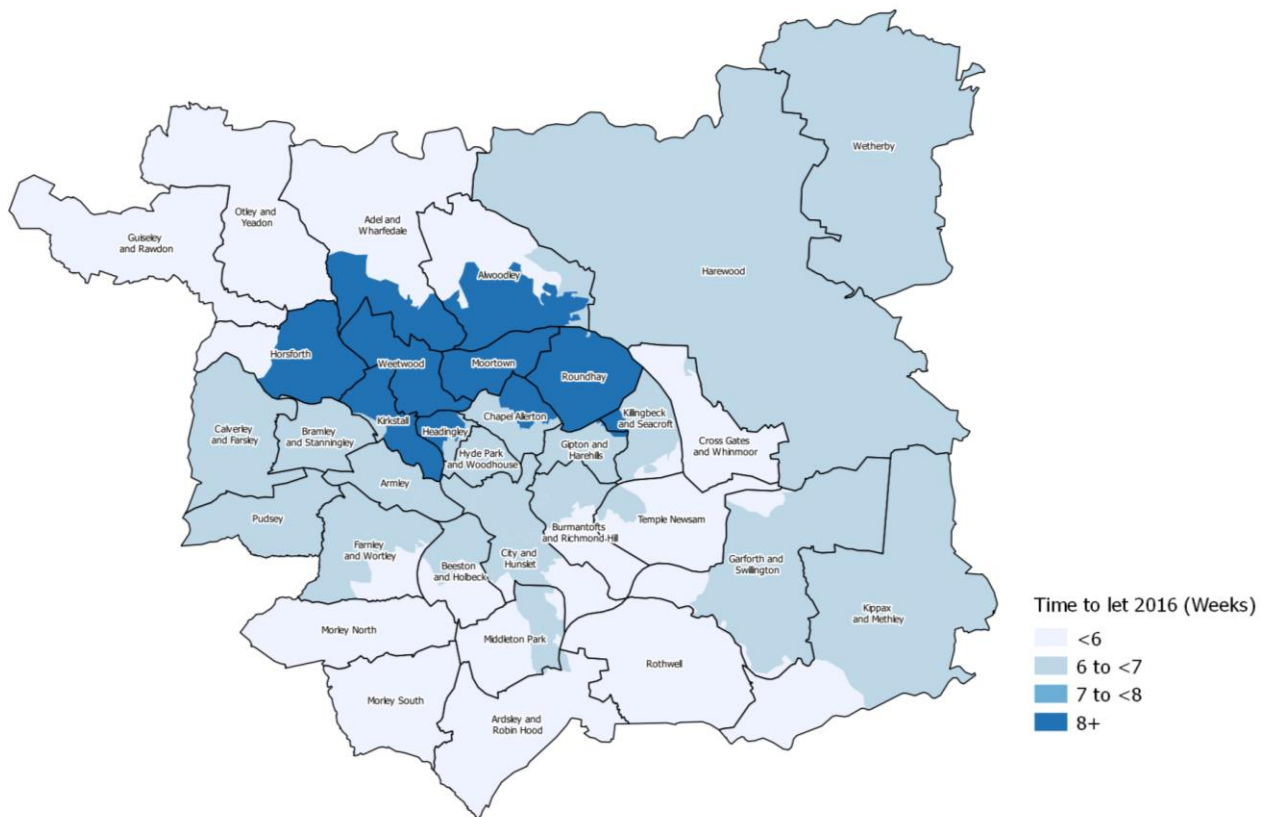 Wetherby
Otley and
Yeadon
Adel and
Wharfedale
Guiseley
and Rawdon
Alwoodley
Harewood
Horsforth
Weetwood
Moortown
Roundhay
Kirkstall
Headingley
Chapel Allerton
Killingbeck
and Seacroft
Calverley
and Farsley
Bramley
and Stanningley
Hyde Park
and Woodhouse
Gipton and
Harehills
Cross Gates
and Whinmoor
Armley
Pudsey
Farnley
and Wortley
Beeston
and Holbeck
City and
Hunslet
Burmantofts
and Richmond-Hill
Temple Newsam
Garforth and
Swillington
Kippax
and Methley
Morley North
Middleton Park
Rothwell
Morley South
Ardsley and
Robin Hood
Time to let 2016 (Weeks)
<6
6 to <7
7 to <8
8+